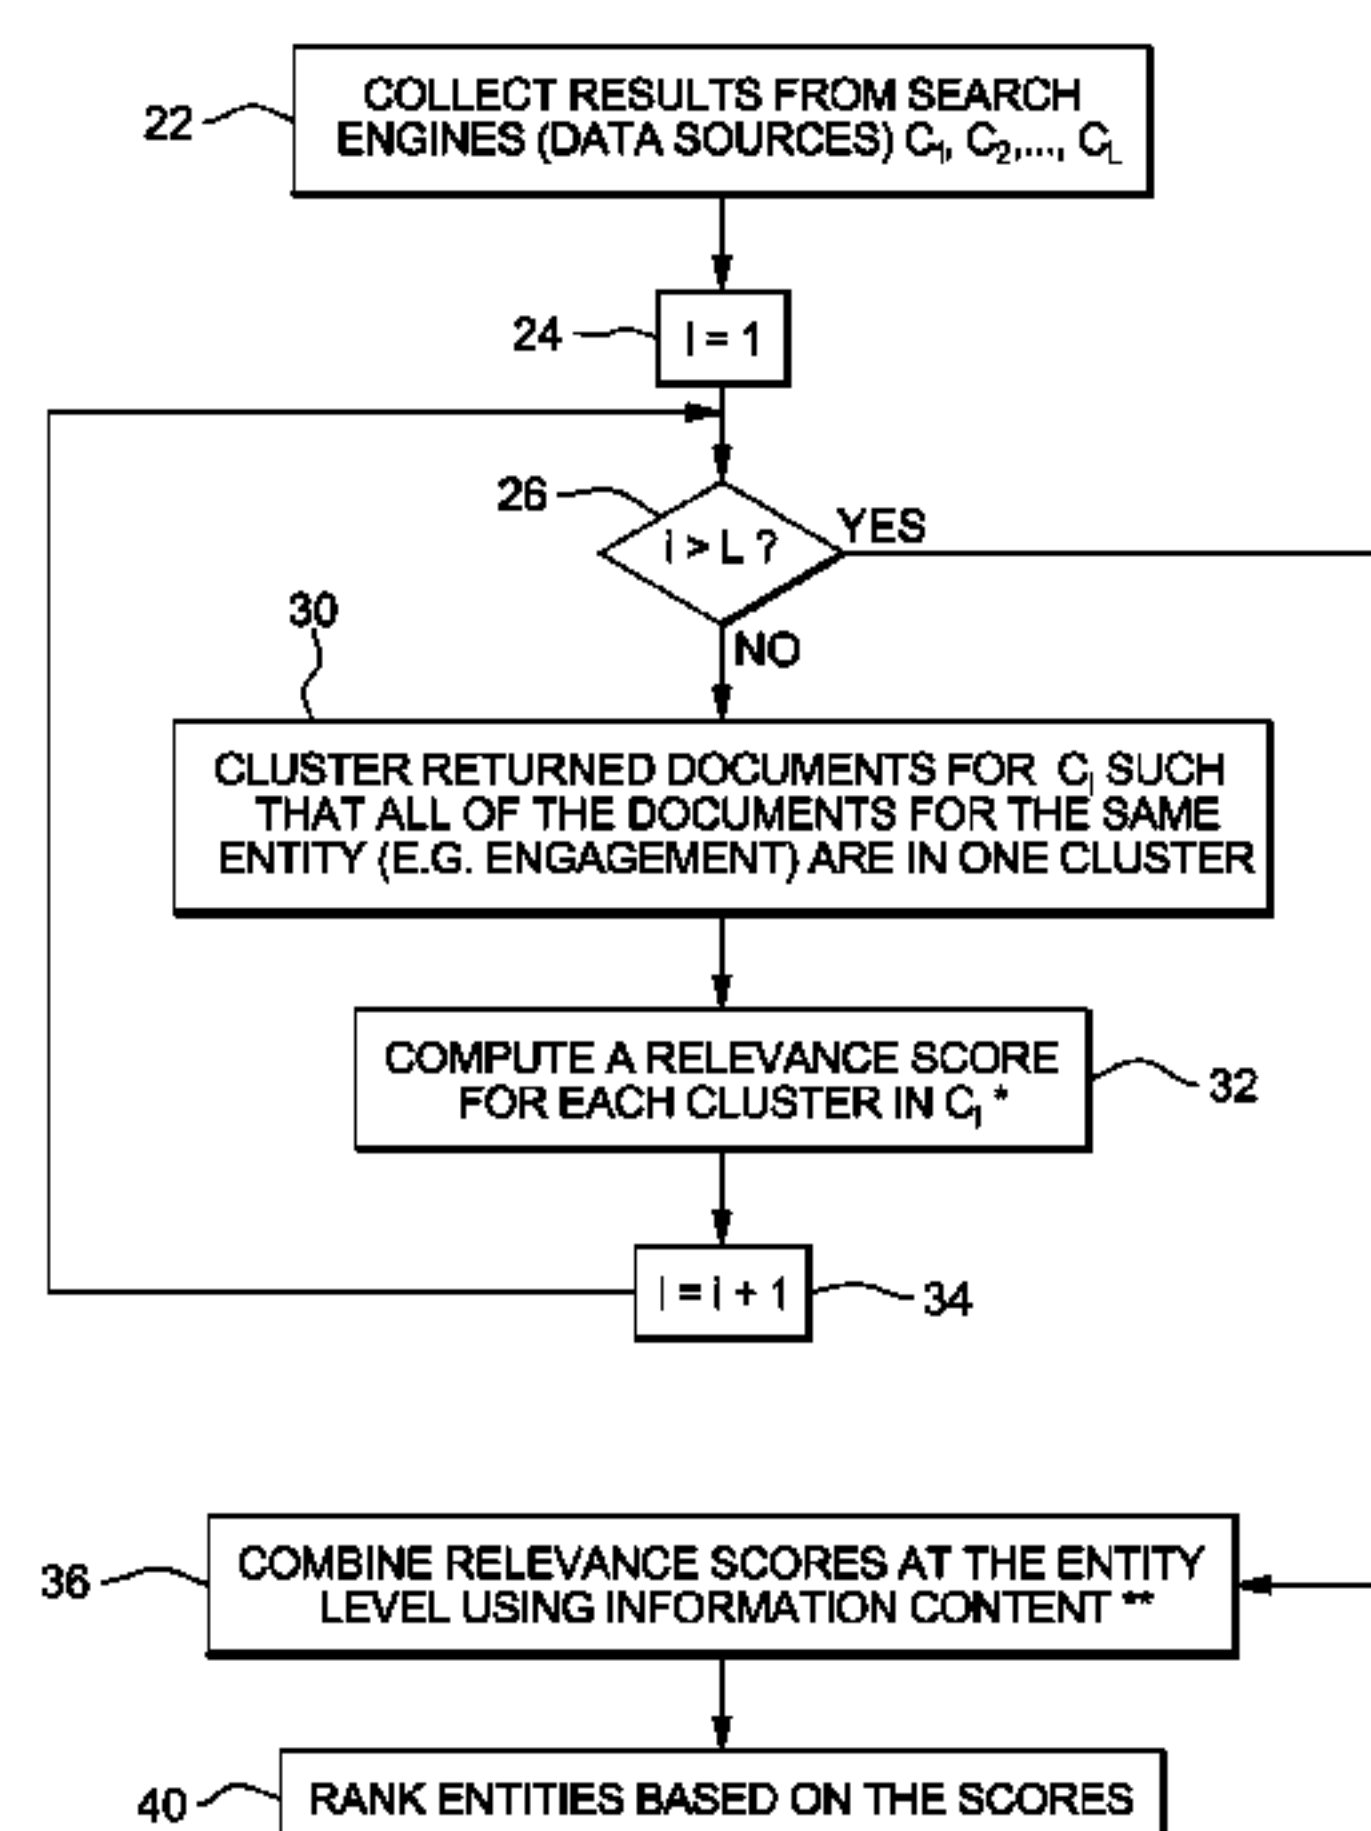 COLLECT RESULTS FROM SEARCH
ENGINES (DATA SOURCES) C1, C2,..., CL
22
24
I = 1
26
i > L ?
YES
NO
30
CLUSTER RETURNED DOCUMENTS FOR CI SUCH
THAT ALL OF THE DOCUMENTS FOR THE SAME
ENTITY (E.G. ENGAGEMENT) ARE IN ONE CLUSTER
COMPUTE A RELEVANCE SCORE
FOR EACH CLUSTER IN CI *
32
I = i + 1
34
36
COMBINE RELEVANCE SCORES AT THE ENTITY
LEVEL USING INFORMATION CONTENT **
40
RANK ENTITIES BASED ON THE SCORES